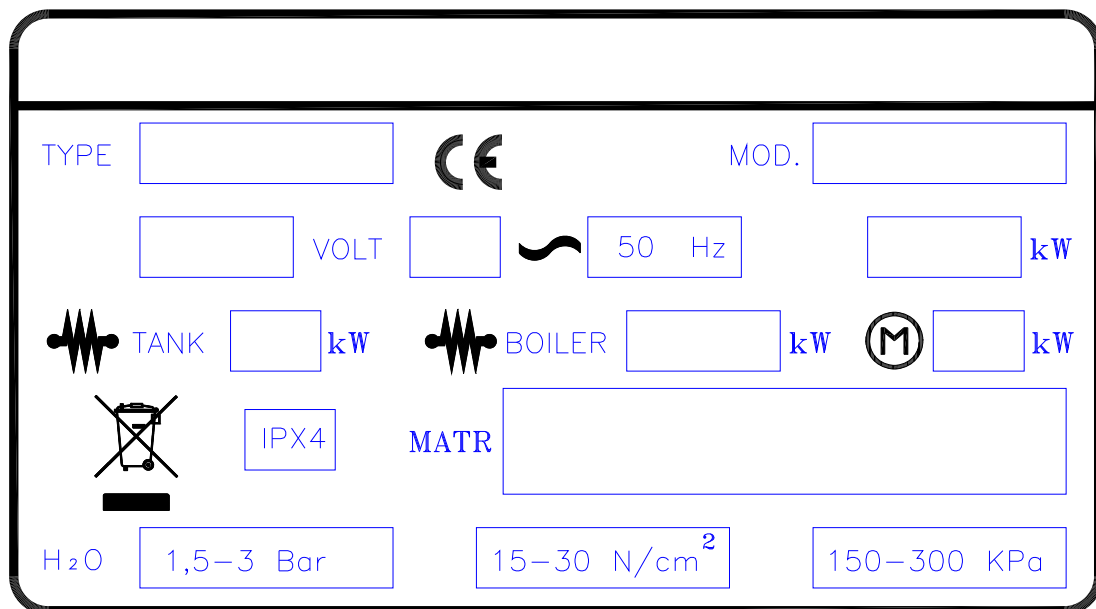 TYPE CE MOD.
VOLT 50 Hz kW
TANK kW BOILER kW M kW
IPX4 MATR
H₂O 1,5-3 Bar 15-30 N/cm² 150-300 KPa